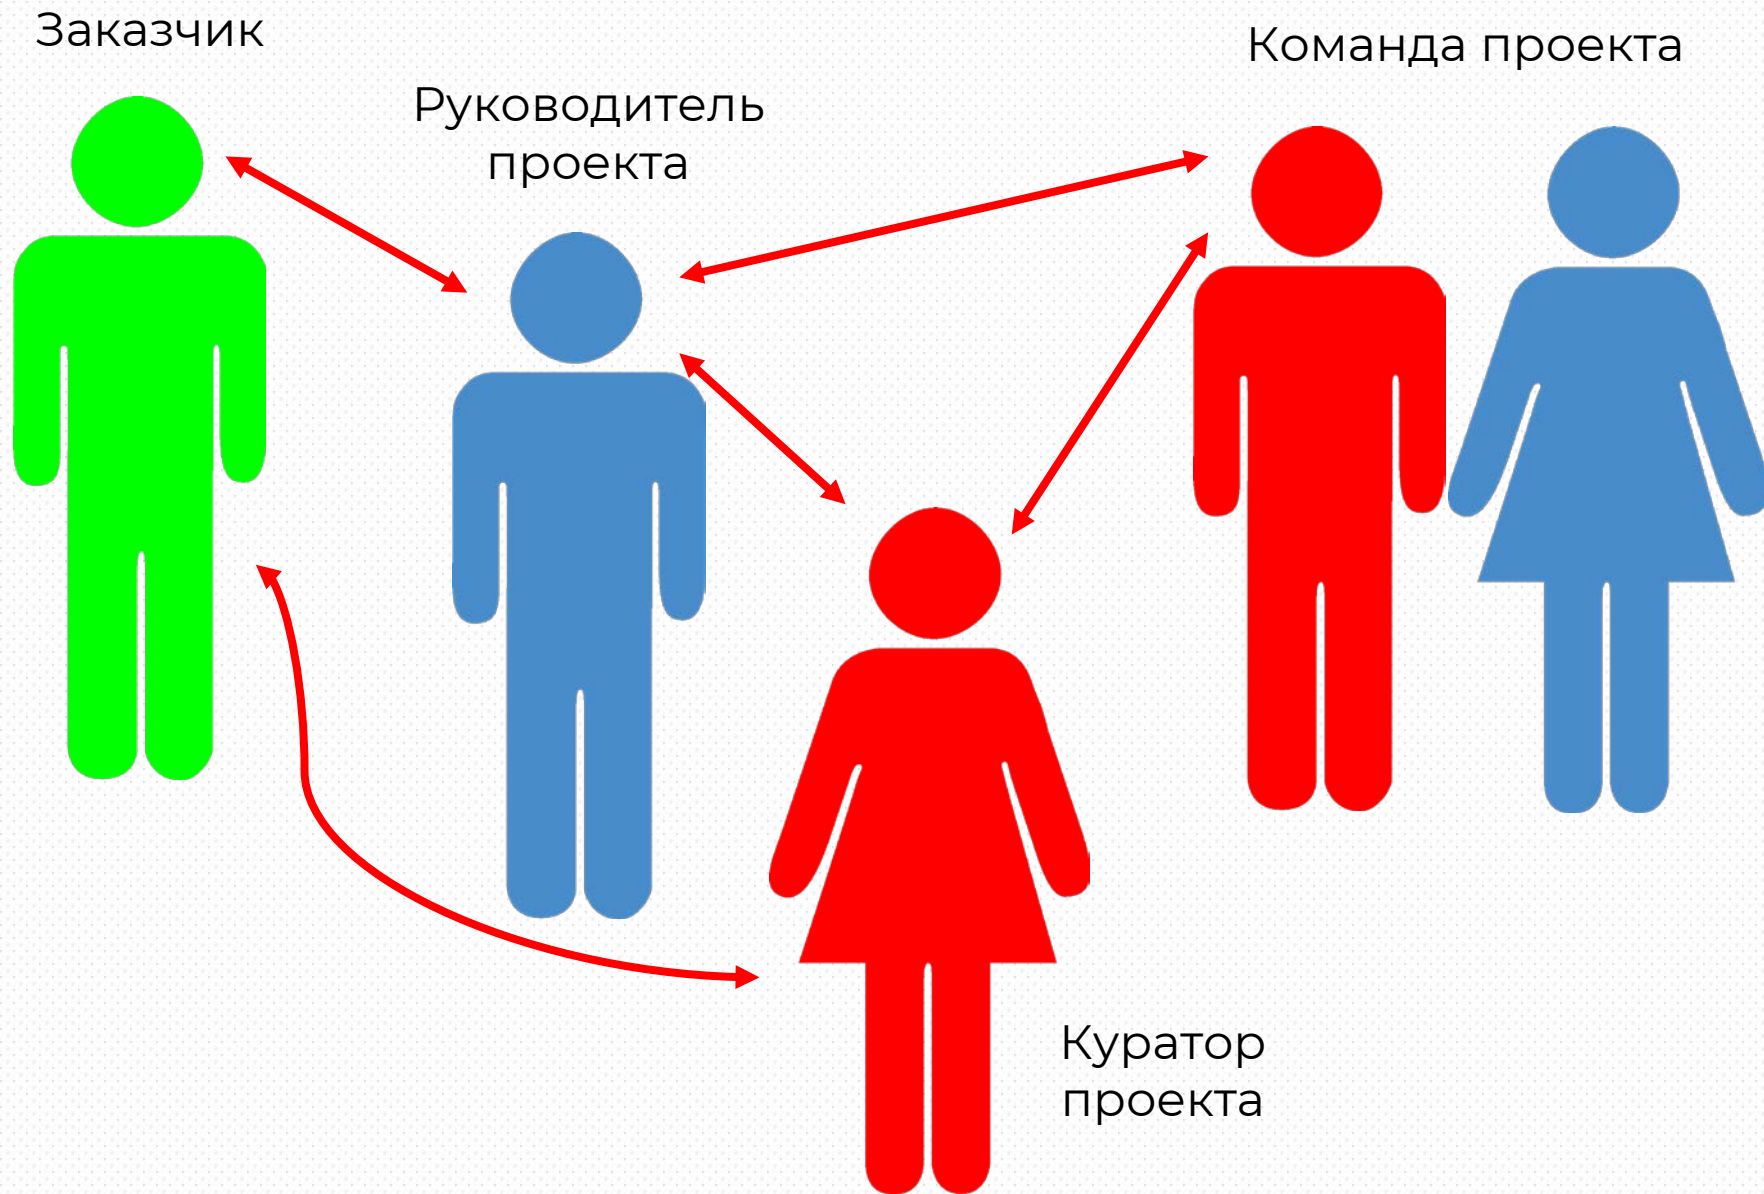 Заказчик
Руководитель
проекта
Команда проекта
Куратор
проекта